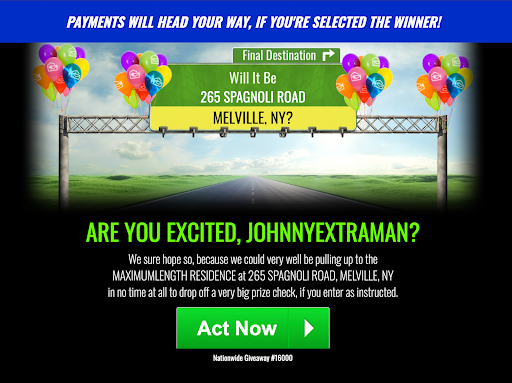 PAYMENTS WILL HEAD YOUR WAY, IF YOU'RE SELECTED THE WINNER!
Final Destination
Will It Be
265 SPAGNOLI ROAD
MELVILLE, NY?
ARE YOU EXCITED, JOHNNYEXTRAMAN?
We sure hope so, because we could very well be pulling up to the
MAXIMUMLENGTH RESIDENCE at 265 SPAGNOLI ROAD, MELVILLE, NY
in no time at all to drop off a very big prize check, if you enter as instructed.
Act Now
Nationwide Giveaway #16000